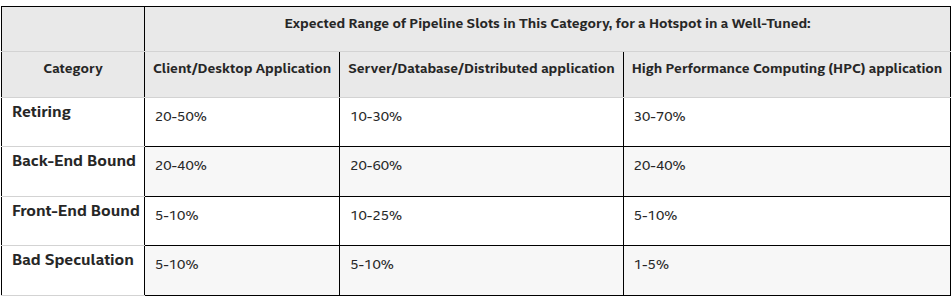 Expected Range of Pipeline Slots in This Category, for a Hotspot in a Well-Tuned:
Category Client/Desktop Application Server/Database/Distributed application High Performance Computing (HPC) application
Retiring 20-50% 10-30% 30-70%
Back-End Bound 20-40% 20-60% 20-40%
Front-End Bound 5-10% 10-25% 5-10%
Bad Speculation 5-10% 5-10% 1-5%